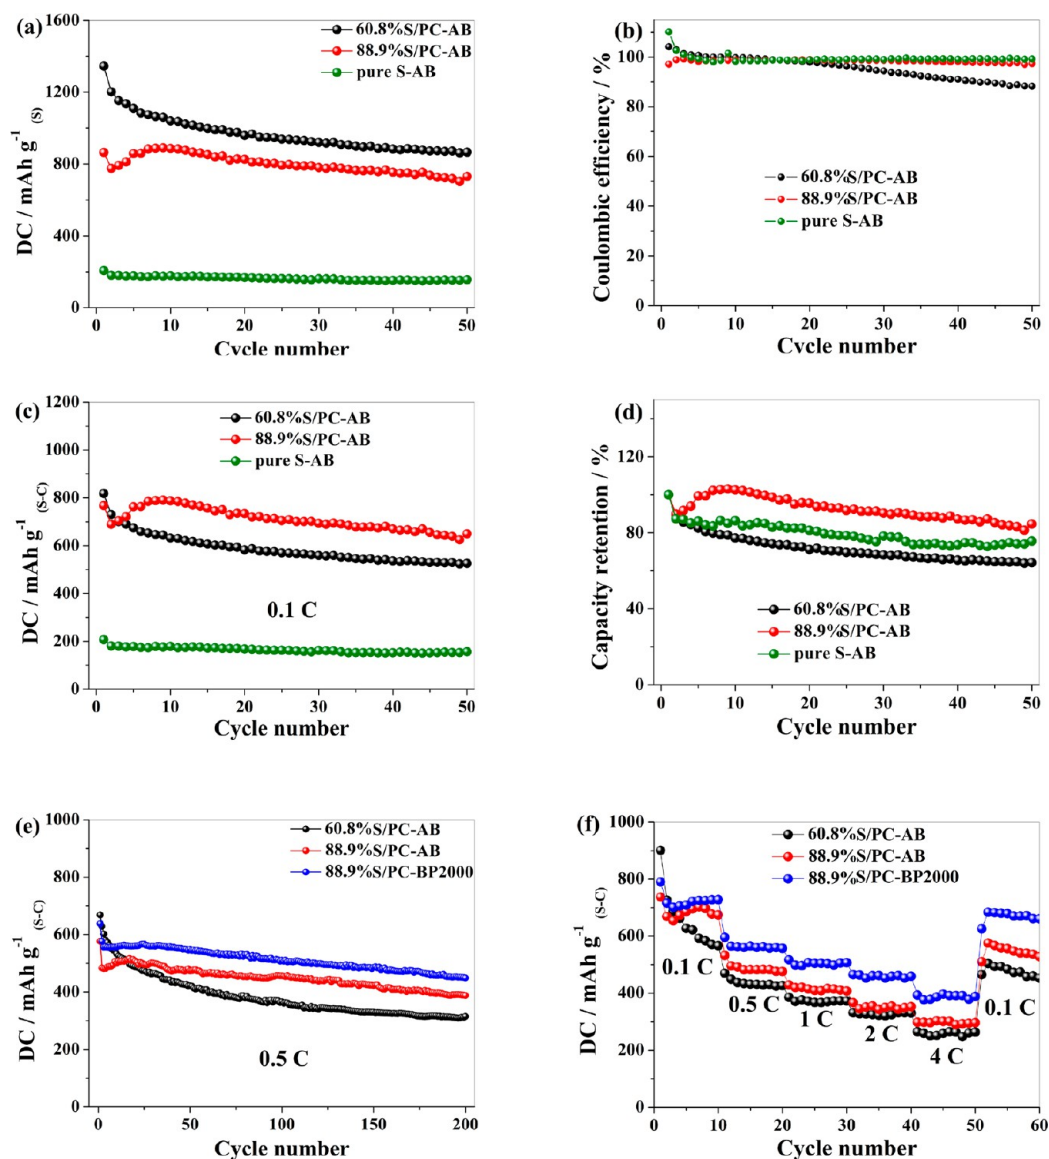 (a)
1600
1200
800
400
0
60.8%S/PC-AB
88.9%S/PC-AB
pure S-AB
DC / mAh g-1 (S)
0 10 20 30 40 50
Cycle number
(b)
100
80
60
40
20
0
60.8%S/PC-AB
88.9%S/PC-AB
pure S-AB
Coulombic efficiency / %
0 10 20 30 40 50
Cycle number
(c)
1200
1000
800
600
400
200
0
60.8%S/PC-AB
88.9%S/PC-AB
pure S-AB
0.1 C
DC / mAh g-1 (S-C)
0 10 20 30 40 50
Cycle number
(d)
120
80
40
0
60.8%S/PC-AB
88.9%S/PC-AB
pure S-AB
Capacity retention / %
0 10 20 30 40 50
Cycle number
(e)
1000
800
600
400
200
0
60.8%S/PC-AB
88.9%S/PC-AB
88.9%S/PC-BP2000
0.5 C
DC / mAh g-1 (S-C)
0 25 50 75 100 125 150 175 200
Cycle number
(f)
1000
800
600
400
200
0
60.8%S/PC-AB
88.9%S/PC-AB
88.9%S/PC-BP2000
0.1 C
0.5 C
1 C
2 C
4 C
0.1 C
DC / mAh g-1 (S-C)
0 10 20 30 40 50 60
Cycle number